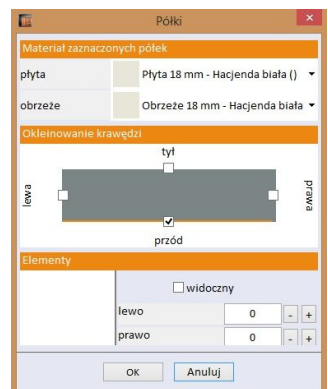 Półki
Materiał zaznaczonych półek
płyta
Płyta 18 mm - Hacjenda biała ()
obrzeże
Obrzeże 18 mm - Hacjenda biała
Okleinowanie krawędzi
tył
lewa
prawa
przód
Elementy
widoczny
lewo 0 - +
prawo 0 - +
OK Anuluj